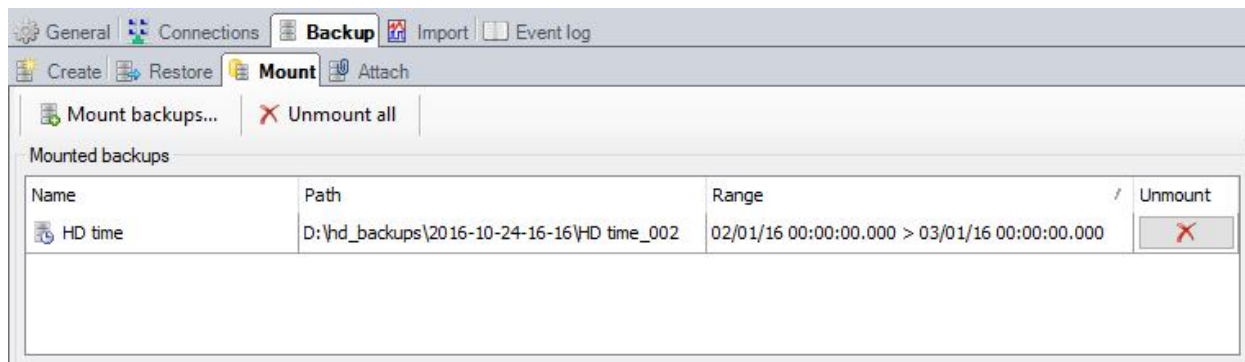 General Connections Backup Import Event log
Create Restore Mount Attach
Mount backups... Unmount all
Mounted backups
Name Path Range / Unmount
HD time D:\hd_backups\2016-10-24-16-16\HD time_002 02/01/16 00:00:00.000 > 03/01/16 00:00:00.000